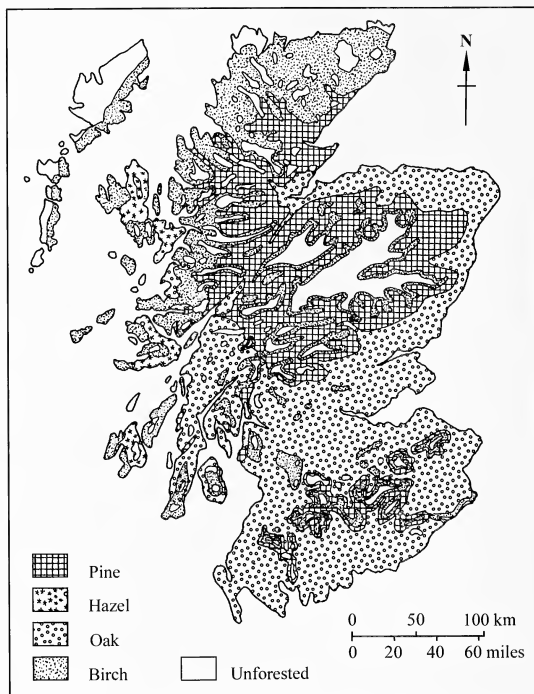 N
Pine
Hazel
Oak
Birch
Unforested
0 50 100 km
0 20 40 60 miles